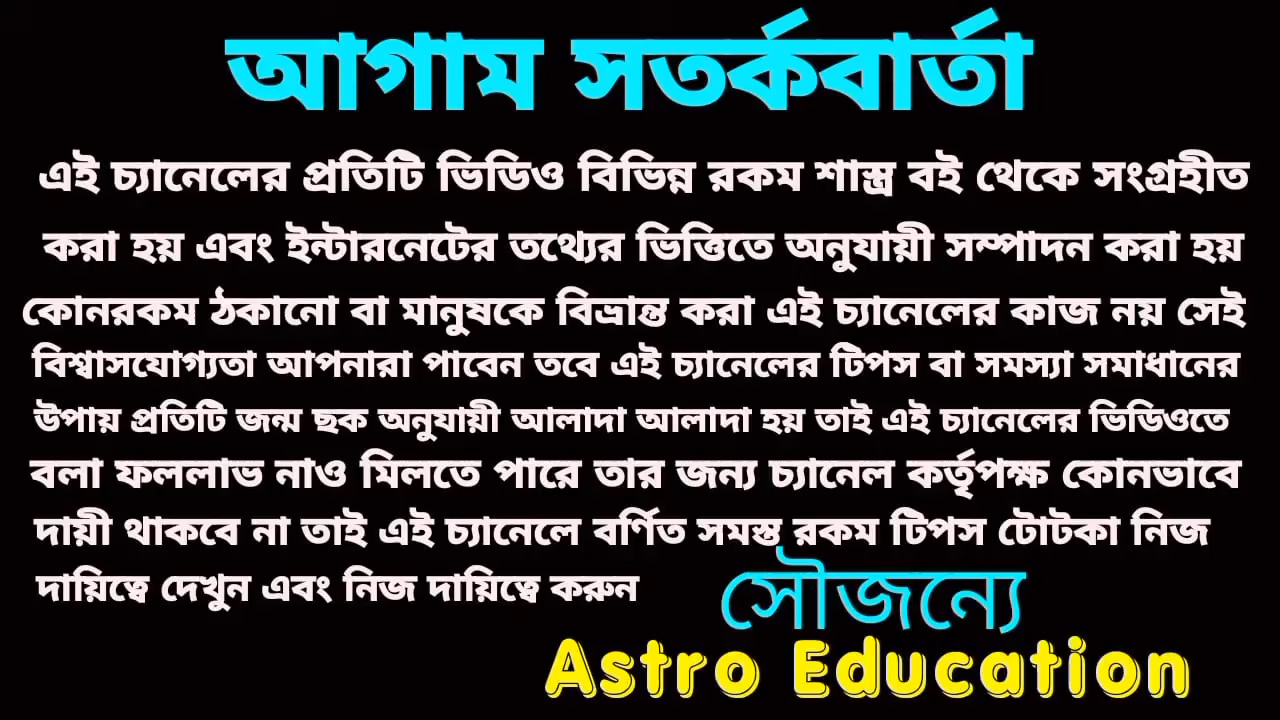 আগাম সতর্কবার্তা
এই চ্যানেলের প্রতিটি ভিডিও বিভিন্ন রকম শাস্ত্র বই থেকে সংগ্রহীত
করা হয় এবং ইন্টারনেটের তথ্যের ভিত্তিতে অনুযায়ী সম্পাদন করা হয়
কোনরকম ঠকানো বা মানুষকে বিভ্রান্ত করা এই চ্যানেলের কাজ নয় সেই
বিশ্বাসযোগ্যতা আপনারা পাবেন তবে এই চ্যানেলের টিপস বা সমস্যা সমাধানের
উপায় প্রতিটি জন্ম ছক অনুযায়ী আলাদা আলাদা হয় তাই এই চ্যানেলের ভিডিওতে
বলা ফললাভ নাও মিলতে পারে তার জন্য চ্যানেল কর্তৃপক্ষ কোনভাবে
দায়ী থাকবে না তাই এই চ্যানেলে বর্ণিত সমস্ত রকম টিপস টোটকা নিজ
দায়িত্বে দেখুন এবং নিজ দায়িত্বে করুন
সৌজন্যে
Astro Education